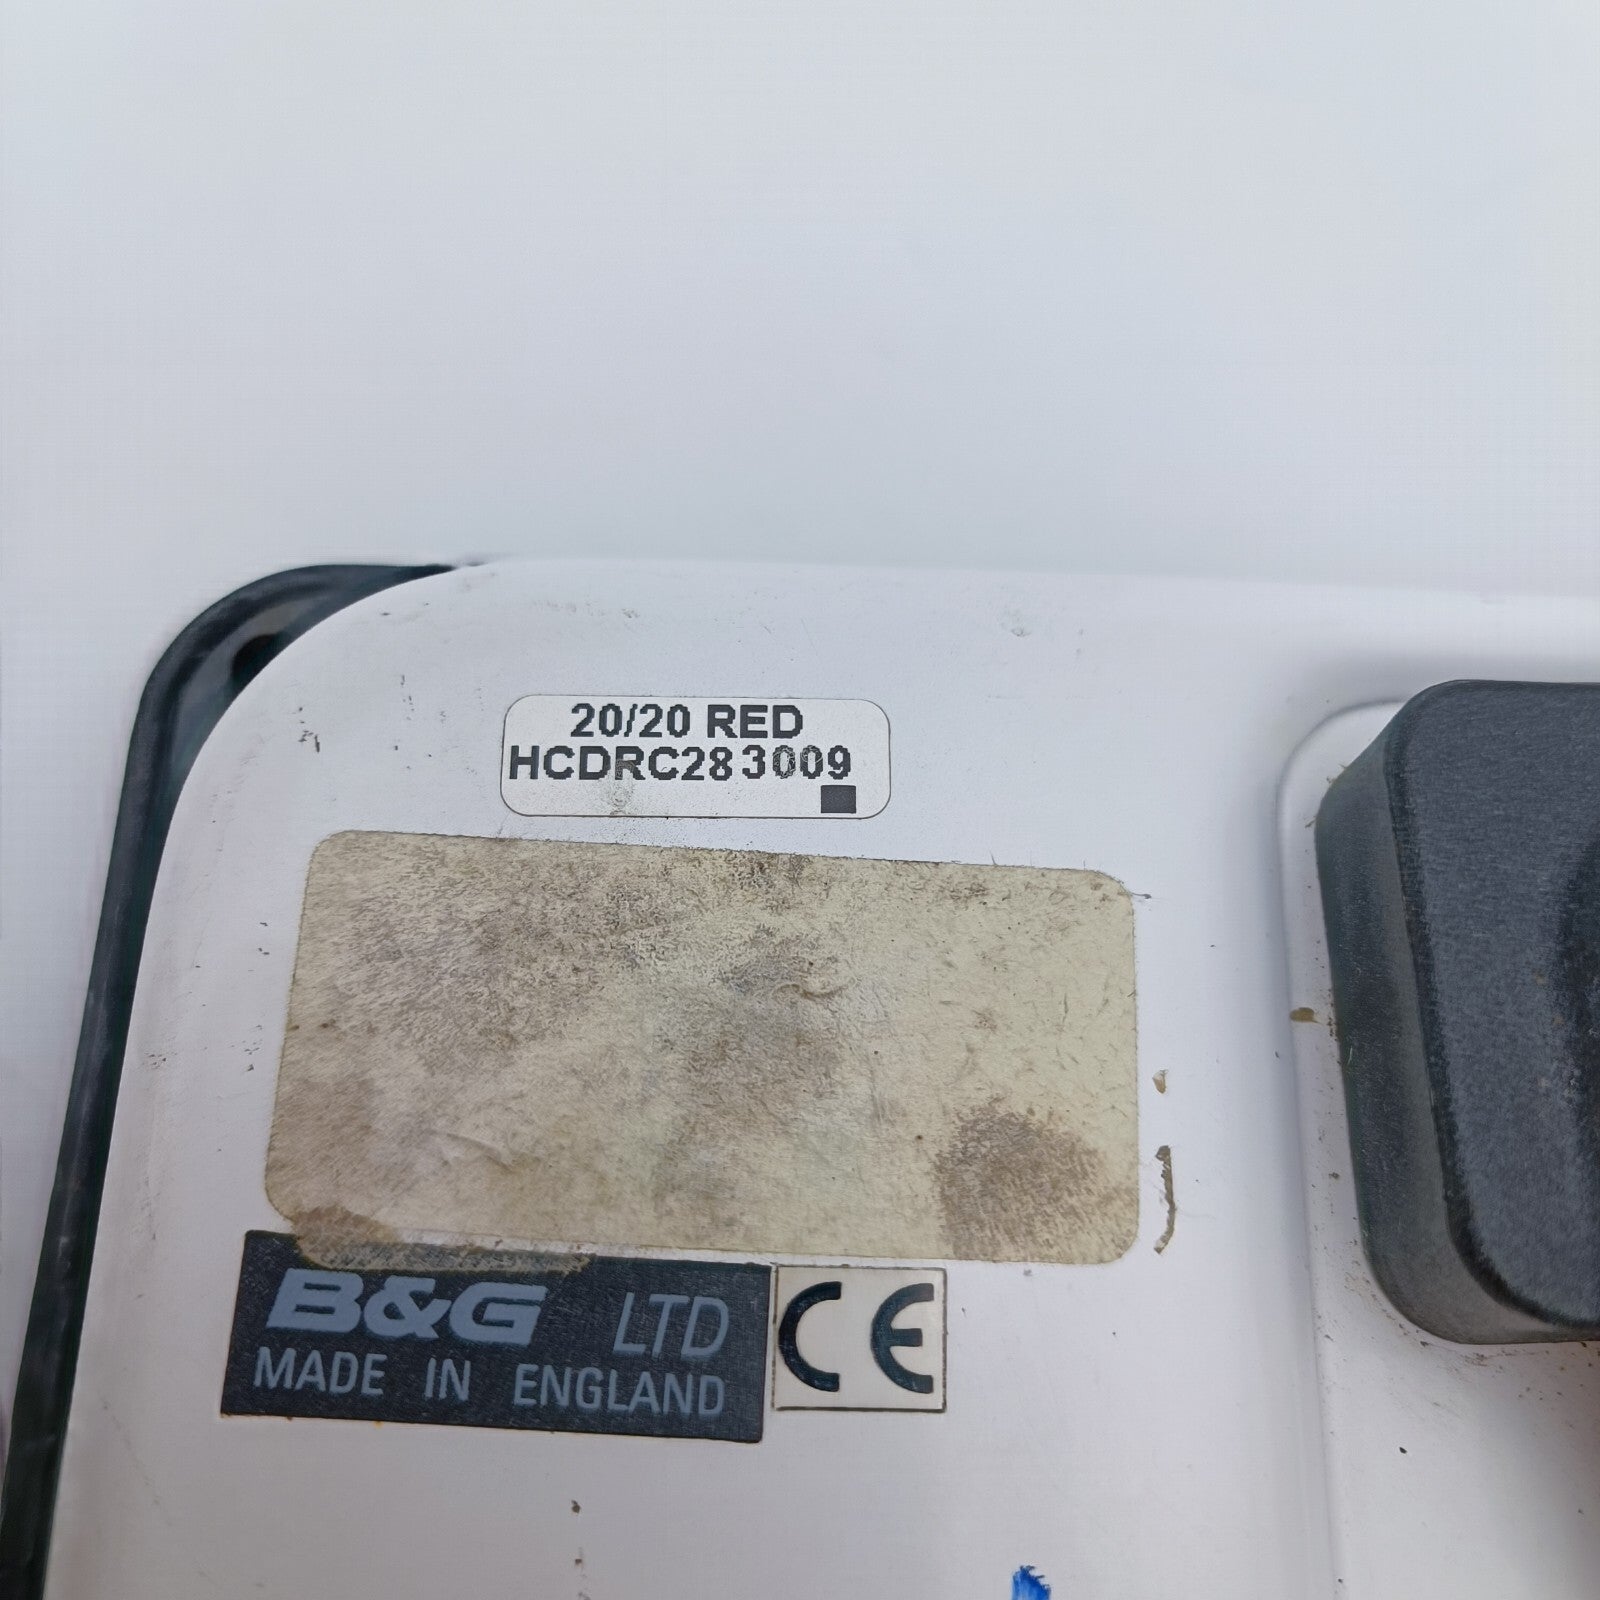 20/20 RED
HCDRC283009
B&G LTD
MADE IN ENGLAND
CE